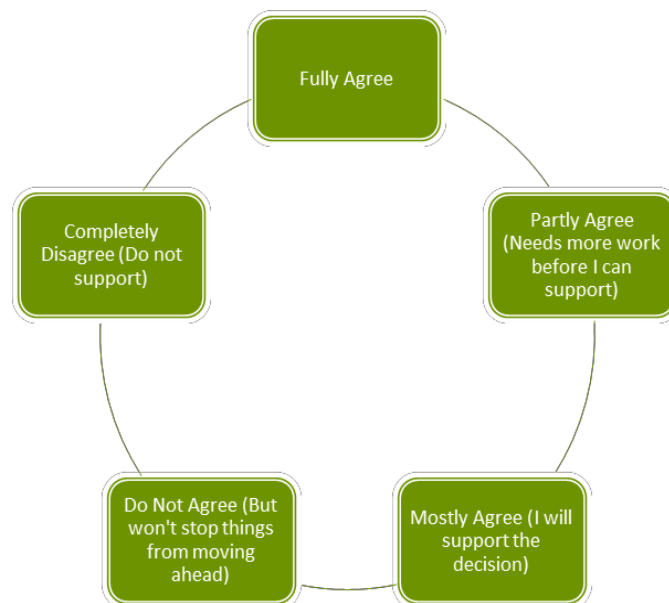 Fully Agree
Partly Agree
(Needs more work
before I can
support)
Mostly Agree (I will
support the
decision)
Do Not Agree (But
won't stop things
from moving
ahead)
Completely
Disagree (Do not
support)